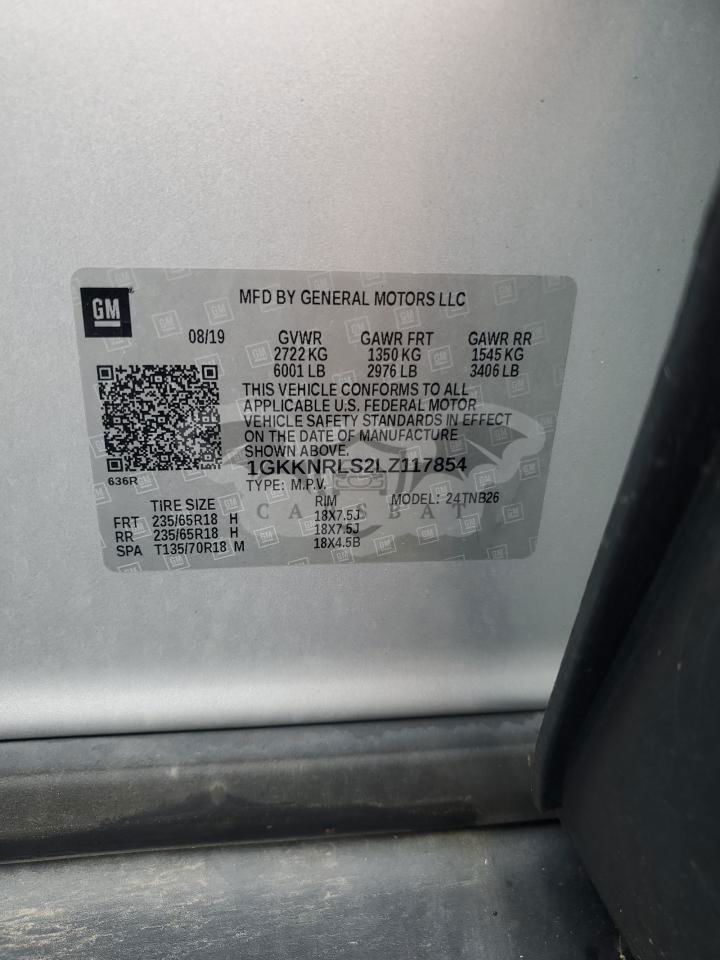 GM
MFD BY GENERAL MOTORS LLC
08/19 GVWR GAWR FRT GAWR RR
2722 KG 1350 KG 1545 KG
6001 LB 2976 LB 3406 LB
THIS VEHICLE CONFORMS TO ALL
APPLICABLE U.S. FEDERAL MOTOR
VEHICLE SAFETY STANDARDS IN EFFECT
ON THE DATE OF MANUFACTURE
SHOWN ABOVE.
1GKKNRLS2LZ117854
636R
TYPE: M.P.V. MODEL: 24TNB26
TIRE SIZE RIM
FRT 235/65R18 H 18X7.5J
RR 235/65R18 H 18X7.5J
SPA T135/70R18 M 18X4.5B
CARSBAT